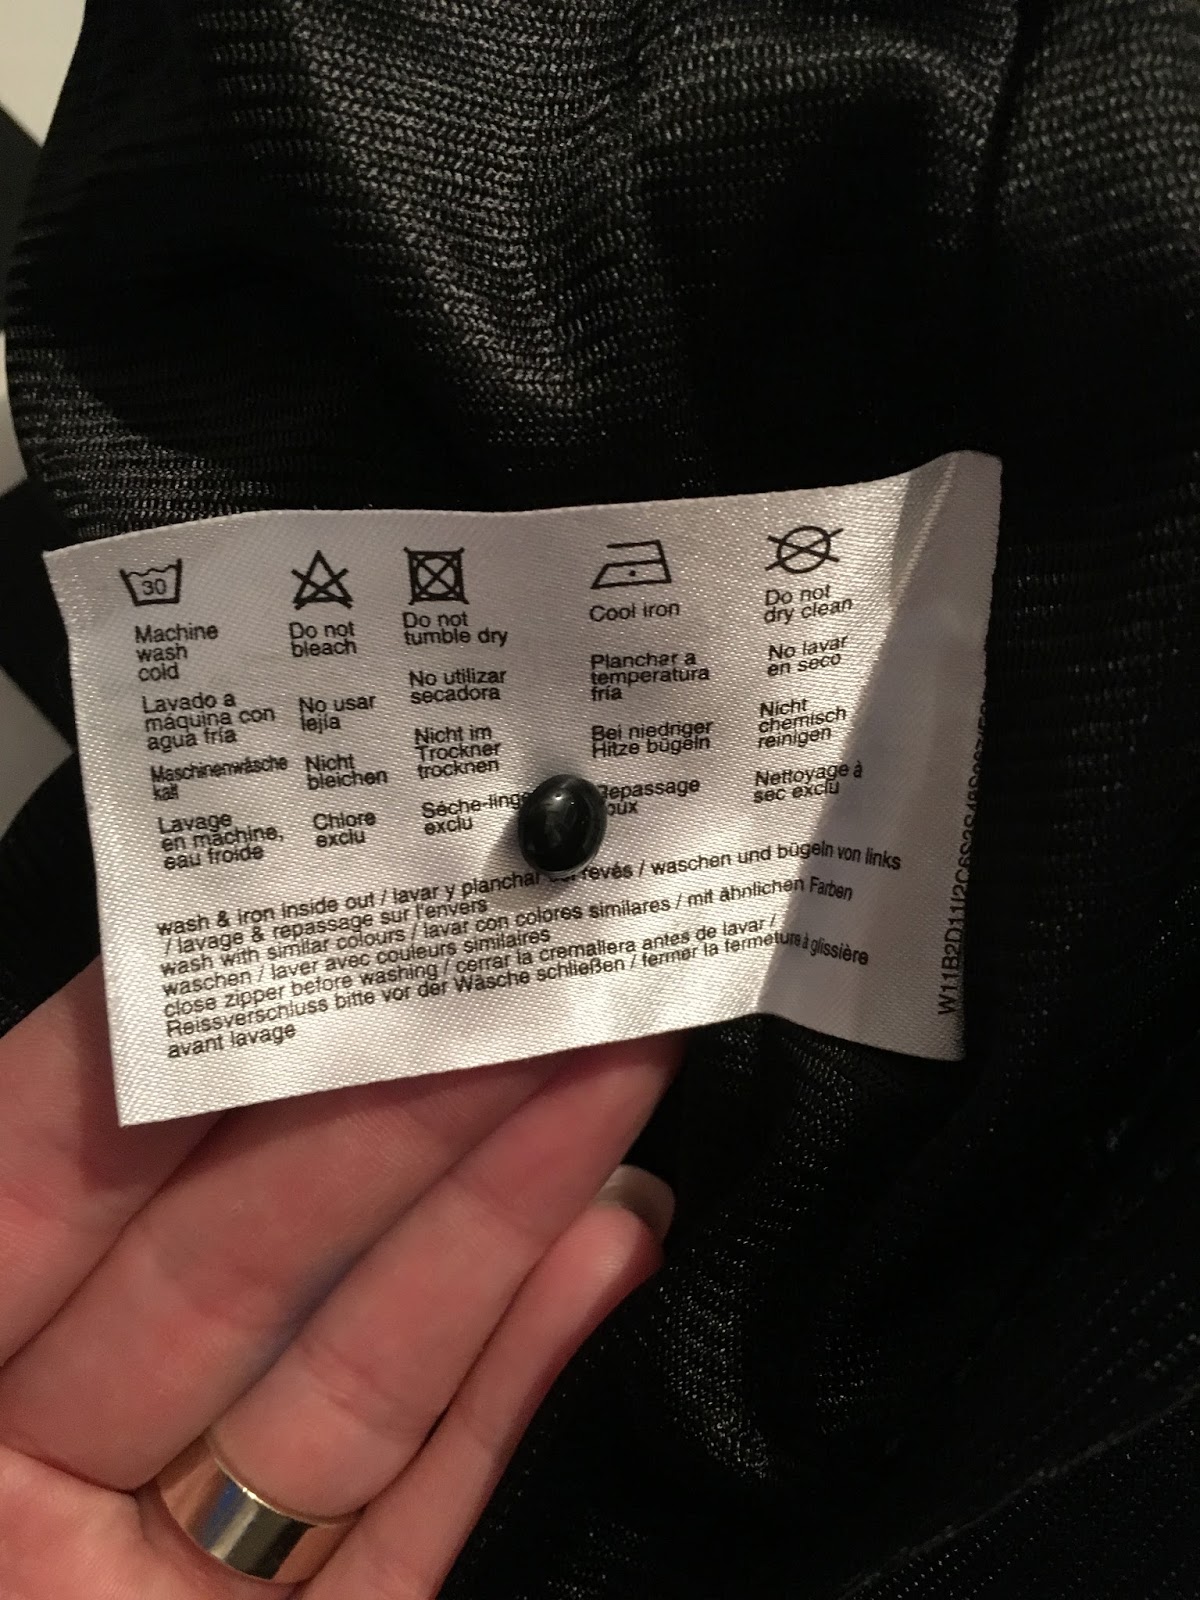 30
Machine
wash
cold
Lavado a
máquina con
agua fría
Maschinenwäsche
kalt
Lavage
en machine,
eau froide
Do not
bleach
No usar
lejía
Nicht
bleichen
Chlore
exclu
Do not
tumble dry
No utilizar
secadora
Nicht im
Trockner
trocknen
exclu
Cool iron
Planchar a
temperatura
fría
Bei niedriger
Hitze bügeln
Do not
dry clean
No lavar
en seco
Nicht
chemisch
reinigen
Nettoyage à
sec exclu
wash & iron inside out / lavar y planchar / waschen und bügeln von links
/ lavage & repassage sur l'envers
wash with similar colours / lavar con colores similares / mit ähnlichen Farben
waschen / laver avec couleurs similaires
close zipper before washing / cerrar la cremallera antes de lavar /
Reissverschluss bitte vor der Wäsche schließen / fermer la fermeture à glissière
avant lavage